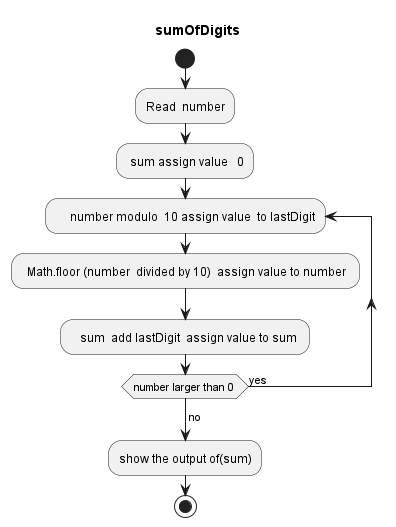 sumOfDigits
Read  number
sum assign value   0
number modulo  10 assign value  to lastDigit
Math.floor (number  divided by 10)  assign value to number
sum  add lastDigit  assign value to sum
number larger than 0
yes
no
show the output of(sum)